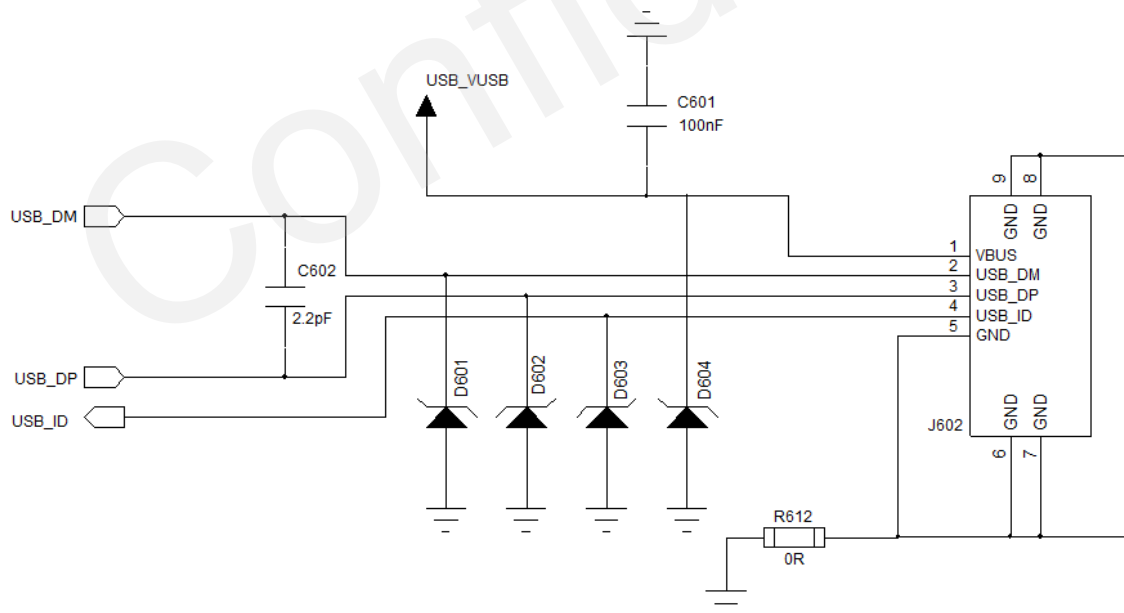 Confid
USB_VUSB
C601
100nF
9
8
GND
GND
USB_DM
1
VBUS
2
USB_DM
C602
3
USB_DP
2.2pF
4
USB_ID
5
GND
USB_DP
D601
D602
D603
D604
USB_ID
GND
GND
J602
6
7
R612
0R